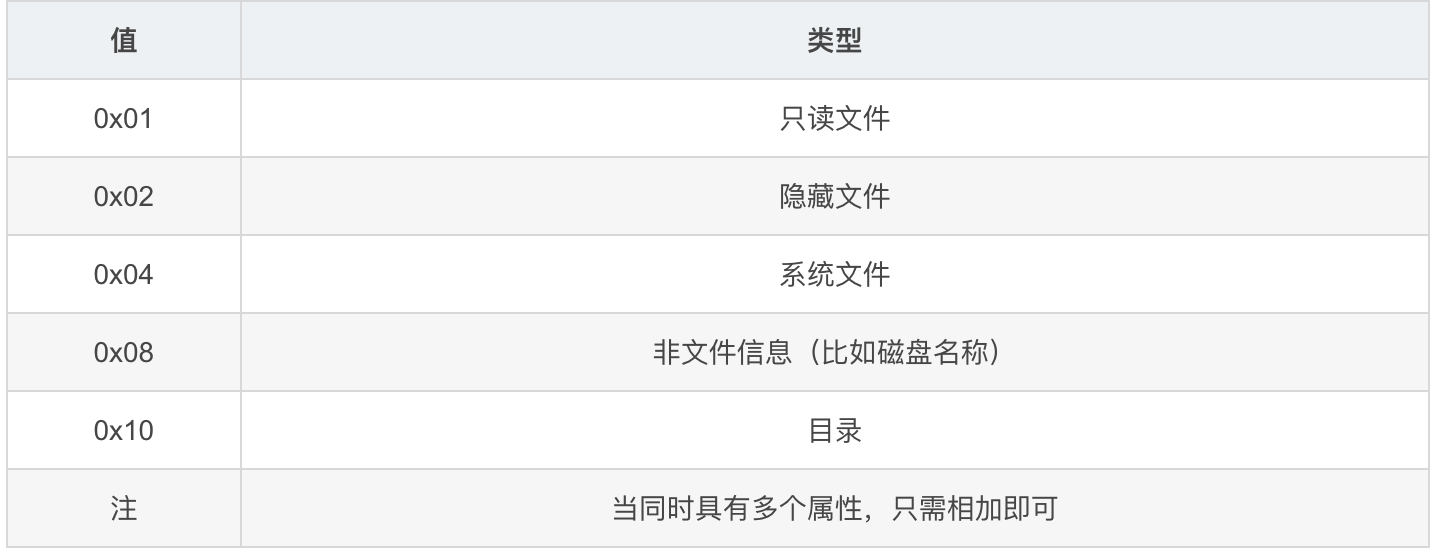 值 类型
0x01 只读文件
0x02 隐藏文件
0x04 系统文件
0x08 非文件信息（比如磁盘名称）
0x10 目录
注 当同时具有多个属性，只需相加即可